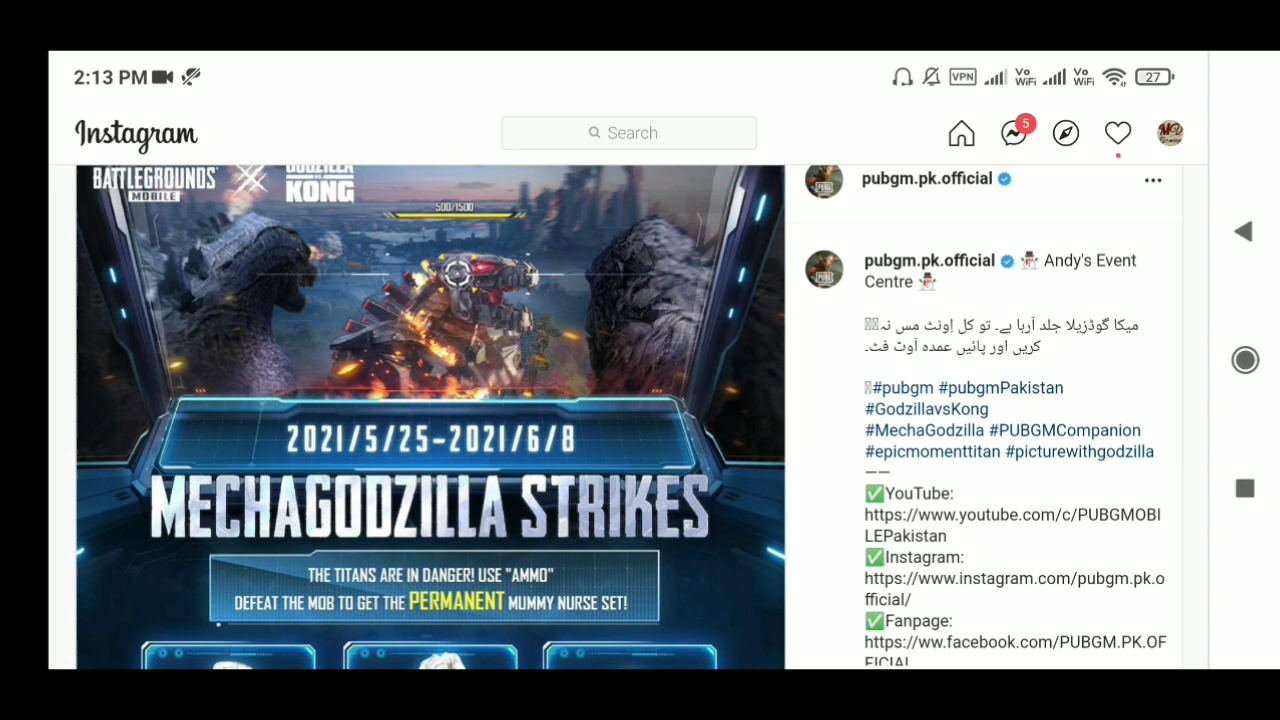 2:13 PM
VPN
Vo
WiFi
Vo
WiFi
27
Instagram
Search
5
BATTLEGROUNDS
MOBILE
GODZILLA
KONG
500/1500
2021/5/25-2021/6/8
MECHAGODZILLA STRIKES
THE TITANS ARE IN DANGER! USE "AMMO"
DEFEAT THE MOB TO GET THE PERMANENT MUMMY NURSE SET!
pubgm.pk.official
pubgm.pk.official ⛄ Andy's Event
Centre ⛄
میکا گوڈزیلا جلد آرہا ہے۔ تو کل اِونٹ مس نہ
کریں اور پائیں عمدہ آوٹ فٹ۔
#pubgm #pubgmPakistan
#GodzillavsKong
#MechaGodzilla #PUBGMCompanion
#epicmomenttitan #picturewithgodzilla
——
✅YouTube:
https://www.youtube.com/c/PUBGMOBI
LEPakistan
✅Instagram:
https://www.instagram.com/pubgm.pk.o
fficial/
✅Fanpage:
https://ww.facebook.com/PUBGM.PK.OF
FICIAL